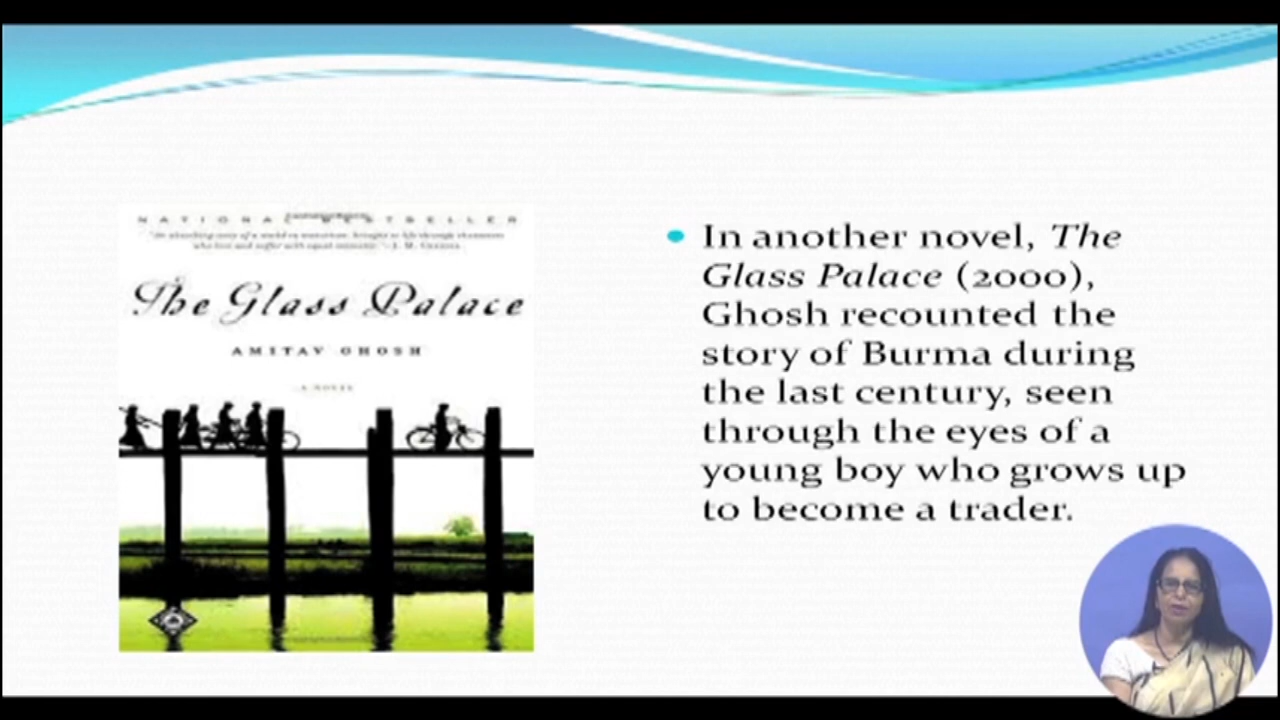 NATIONAL BESTSELLER
The Glass Palace
AMITAV GHOSH
A NOVEL
• In another novel, The
Glass Palace (2000),
Ghosh recounted the
story of Burma during
the last century, seen
through the eyes of a
young boy who grows up
to become a trader.